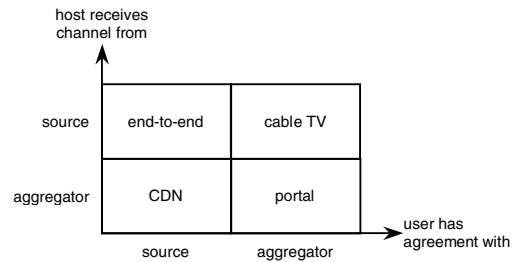 host receives
channel from
source
end-to-end
cable TV
aggregator
CDN
portal
user has
agreement with
source
aggregator